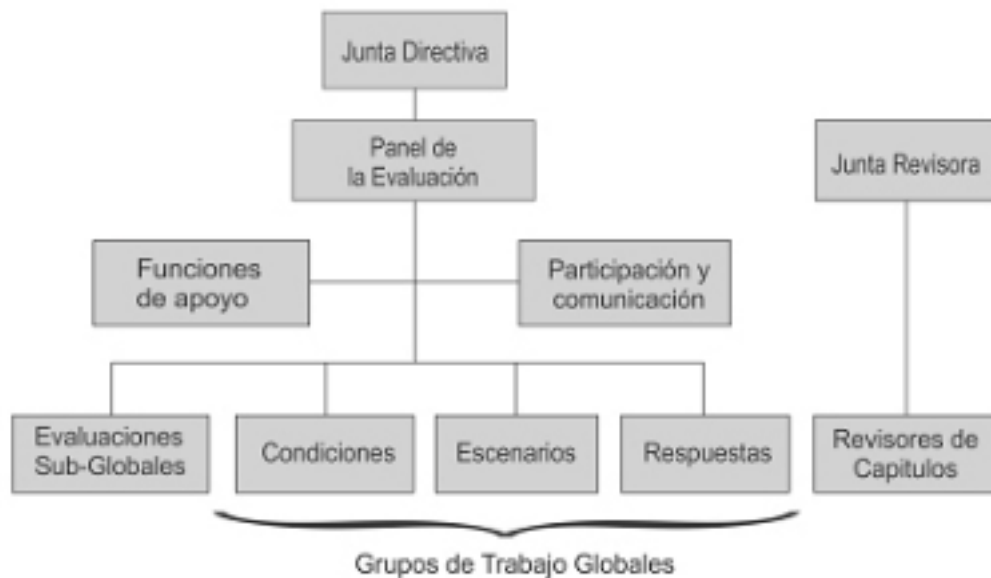 Junta Directiva
Panel de
la Evaluación
Junta Revisora
Funciones
de apoyo
Participación y
comunicación
Evaluaciones
Sub-Globales
Condiciones
Escenarios
Respuestas
Revisores de
Capitulos
Grupos de Trabajo Globales